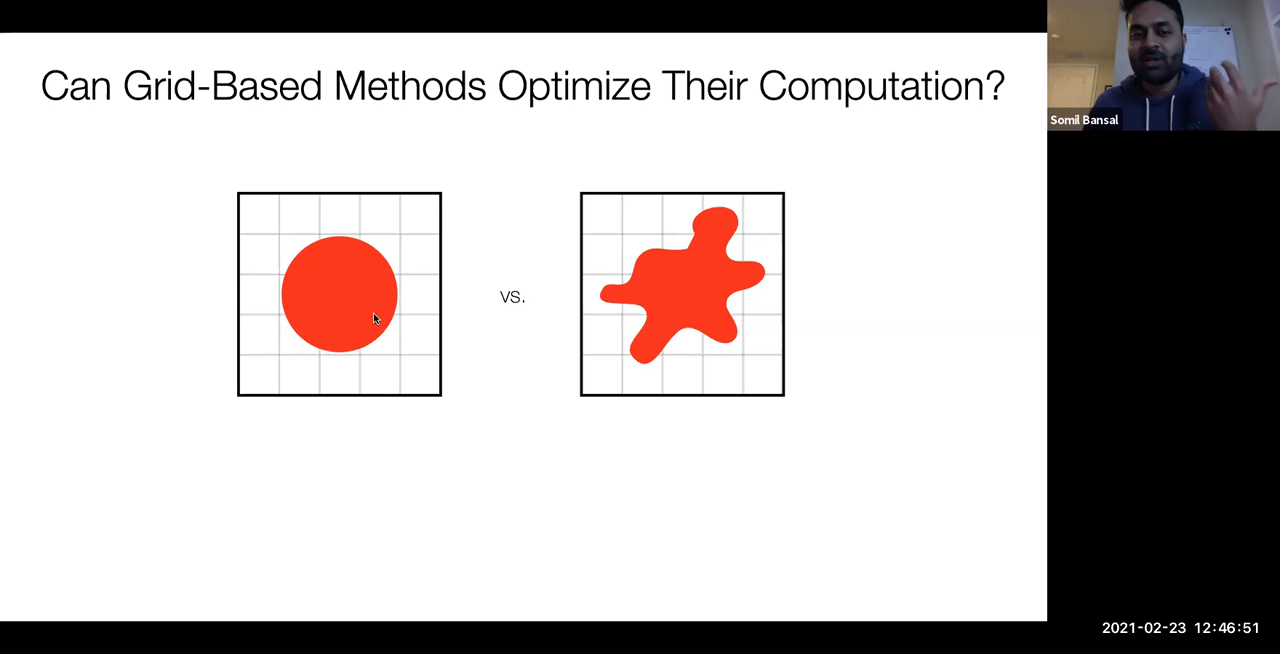 Can Grid-Based Methods Optimize Their Computation?
Somil Bansal
vs.
2021-02-23 12:46:51